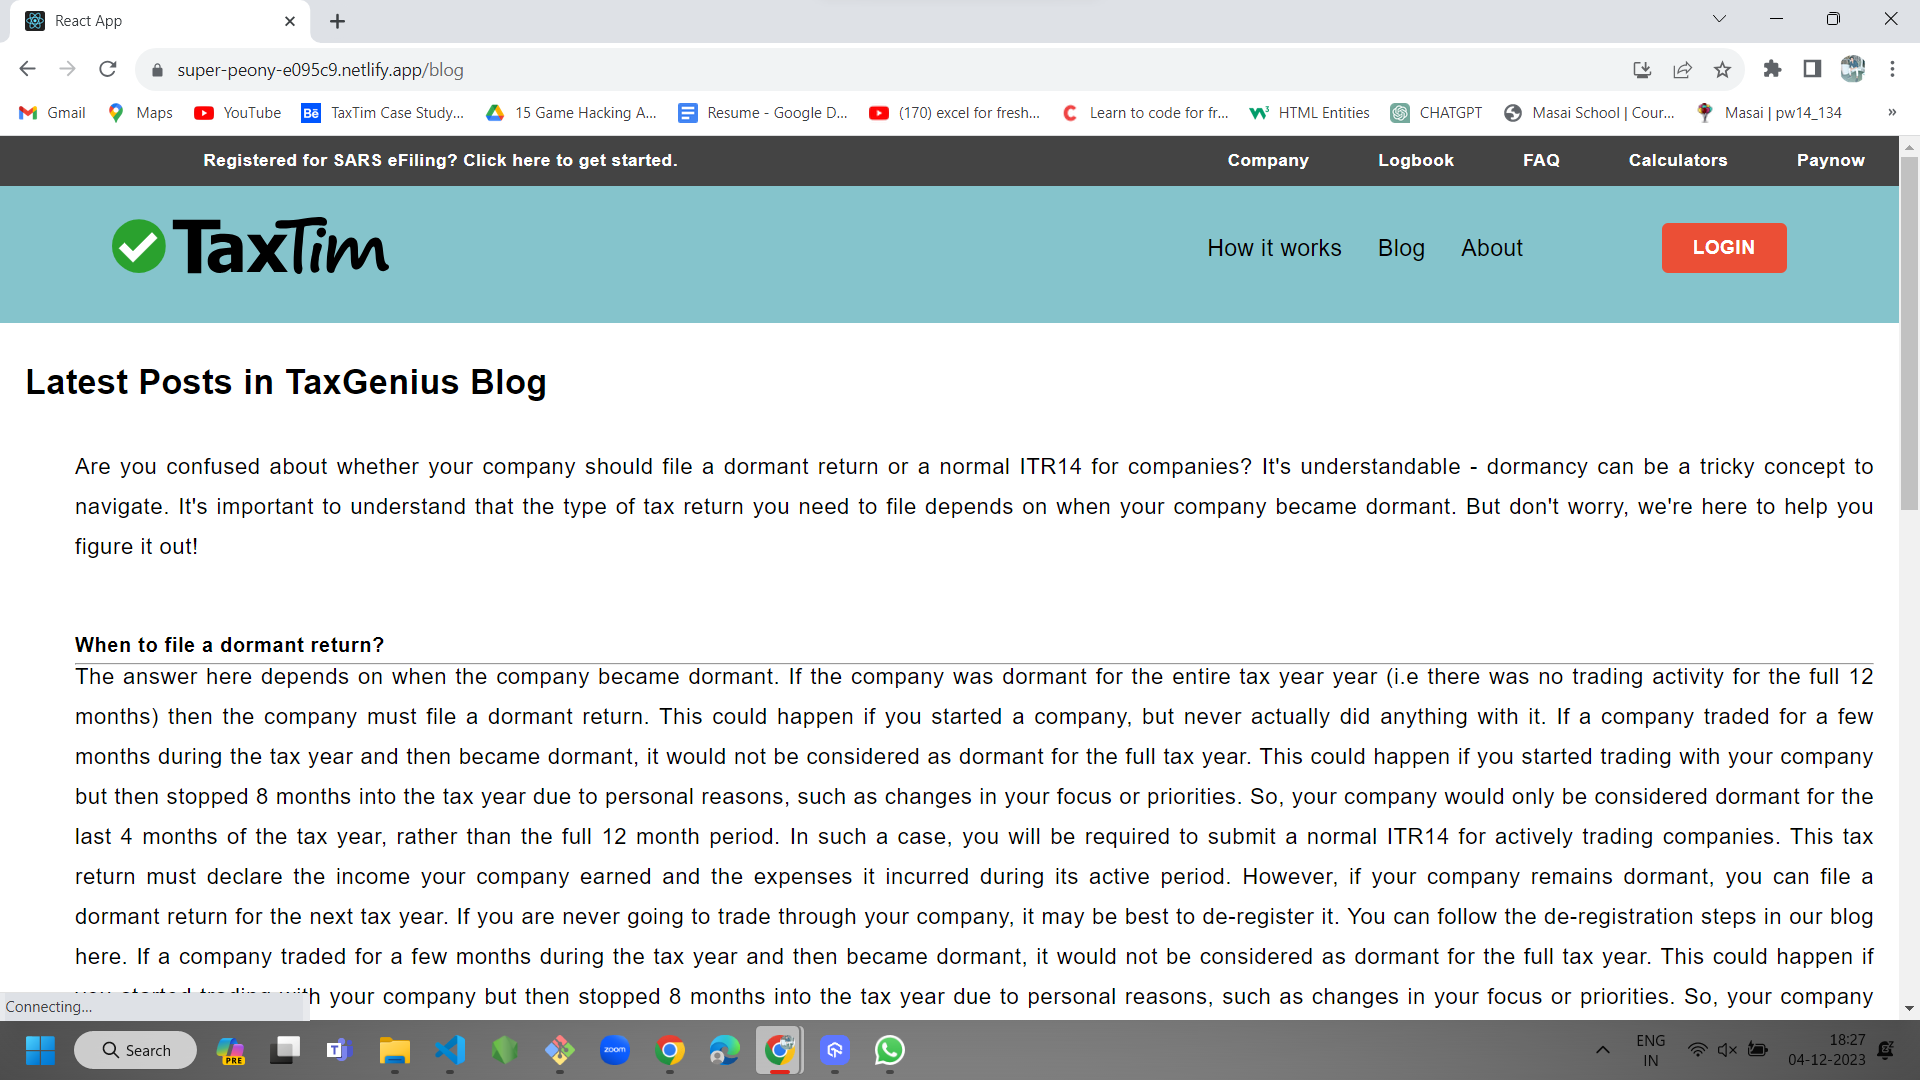 React App
super-peony-e095c9.netlify.app/blog
Gmail Maps YouTube Bē TaxTim Case Study... 15 Game Hacking A... Resume - Google D... (170) excel for fresh... Learn to code for fr... HTML Entities CHATGPT Masai School | Cour... Masai | pw14_134 »
Registered for SARS eFiling? Click here to get started. Company Logbook FAQ Calculators Paynow
TaxTim How it works Blog About LOGIN
Latest Posts in TaxGenius Blog
Are you confused about whether your company should file a dormant return or a normal ITR14 for companies? It's understandable - dormancy can be a tricky concept to
navigate. It's important to understand that the type of tax return you need to file depends on when your company became dormant. But don't worry, we're here to help you
figure it out!
When to file a dormant return?
The answer here depends on when the company became dormant. If the company was dormant for the entire tax year year (i.e there was no trading activity for the full 12
months) then the company must file a dormant return. This could happen if you started a company, but never actually did anything with it. If a company traded for a few
months during the tax year and then became dormant, it would not be considered as dormant for the full tax year. This could happen if you started trading with your company
but then stopped 8 months into the tax year due to personal reasons, such as changes in your focus or priorities. So, your company would only be considered dormant for the
last 4 months of the tax year, rather than the full 12 month period. In such a case, you will be required to submit a normal ITR14 for actively trading companies. This tax
return must declare the income your company earned and the expenses it incurred during its active period. However, if your company remains dormant, you can file a
dormant return for the next tax year. If you are never going to trade through your company, it may be best to de-register it. You can follow the de-registration steps in our blog
here. If a company traded for a few months during the tax year and then became dormant, it would not be considered as dormant for the full tax year. This could happen if
your company but then stopped 8 months into the tax year due to personal reasons, such as changes in your focus or priorities. So, your company
Connecting...
Search PRE zoom ENG 18:27
IN 04-12-2023